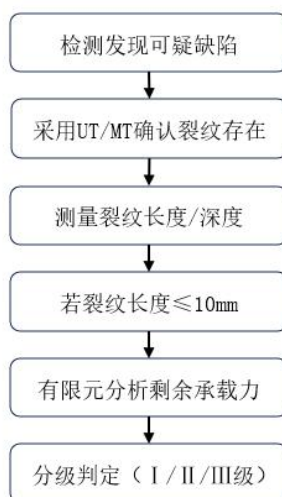 检测发现可疑缺陷
采用UT/MT确认裂纹存在
测量裂纹长度/深度
若裂纹长度≤10mm
有限元分析剩余承载力
分级判定（Ⅰ/Ⅱ/Ⅲ级）